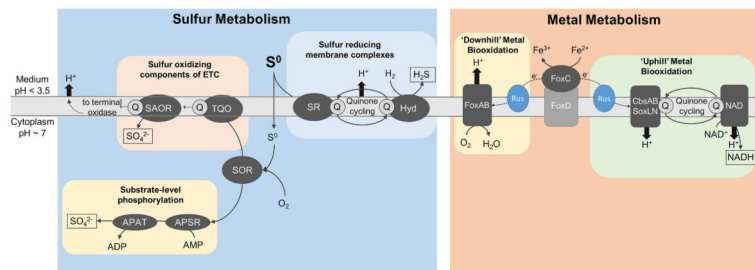 Sulfur Metabolism
Metal Metabolism
Sulfur oxidizing
components of ETC
S⁰
Sulfur reducing
membrane complexes
'Downhill' Metal
Biooxidation
Fe³⁺
Fe²⁺
'Uphill' Metal
Biooxidation
Medium
pH < 3.5
H⁺
H⁺
H₂
H₂S
H⁺
e⁻
FoxC
e⁻
to terminal
oxidase
Q
SAOR
Q
TQO
SR
Q
Quinone
cycling
Q
Hyd
FoxAB
Rus
FoxD
Rus
CbsAB
SoxLN
Q
Quinone
cycling
Q
NAD
Cytoplasm
pH ~ 7
SO₄²⁻
S⁰
O₂
H₂O
H⁺
NAD⁺
H⁺
NADH
SOR
O₂
Substrate-level
phosphorylation
SO₄²⁻
APAT
APSR
ADP
AMP